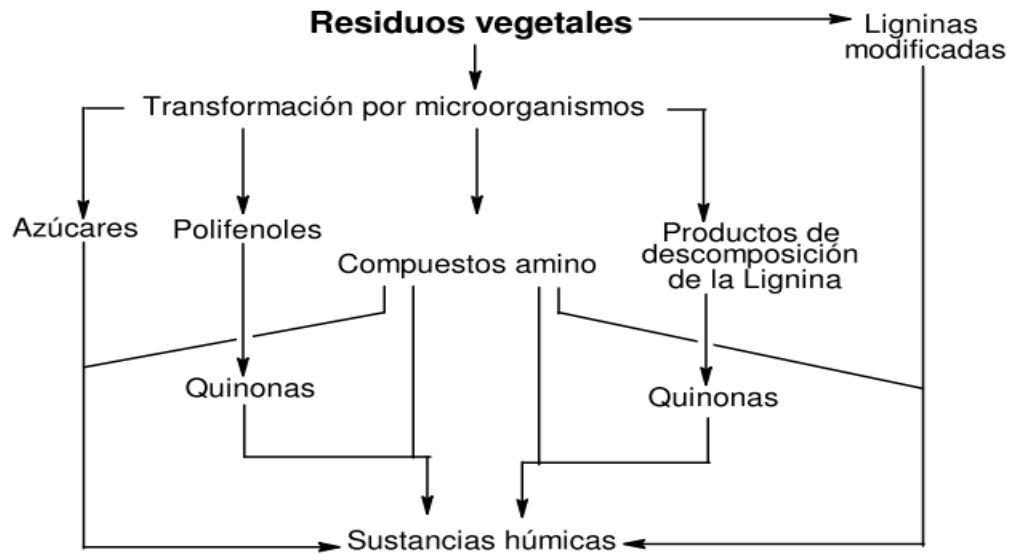 Residuos vegetales
Ligninas
modificadas
Transformación por microorganismos
Azúcares
Polifenoles
Compuestos amino
Productos de
descomposición
de la Lignina
Quinonas
Quinonas
Sustancias húmicas